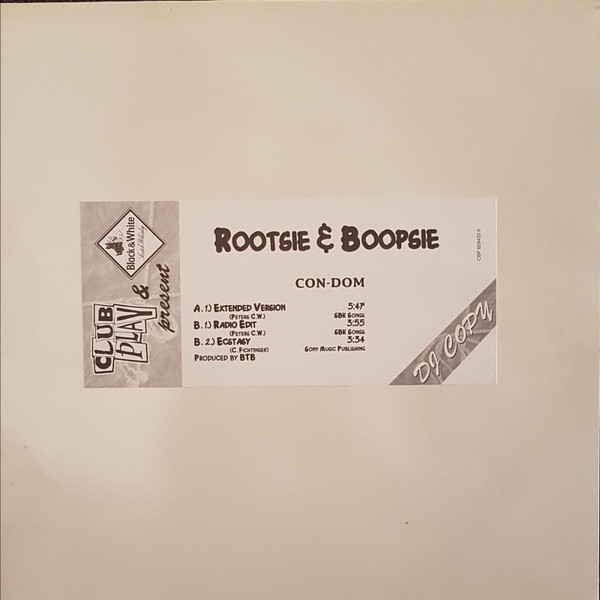 Black & White
Scotch Whisky
CLUB
PLAY &
present
ROOTSIE & BOOPSIE
CON-DOM
A. 1.) EXTENDED VERSION 5:47"
(PETERS C.W.) GBK SONGS
B. 1.) RADIO EDIT 3:55
(PETERS C.W.) GBK SONGS
B. 2.) ECSTASY 3:34
(C. FICHTINGER) SONY MUSIC PUBLISHING
PRODUCED BY BTB
DJ COPY